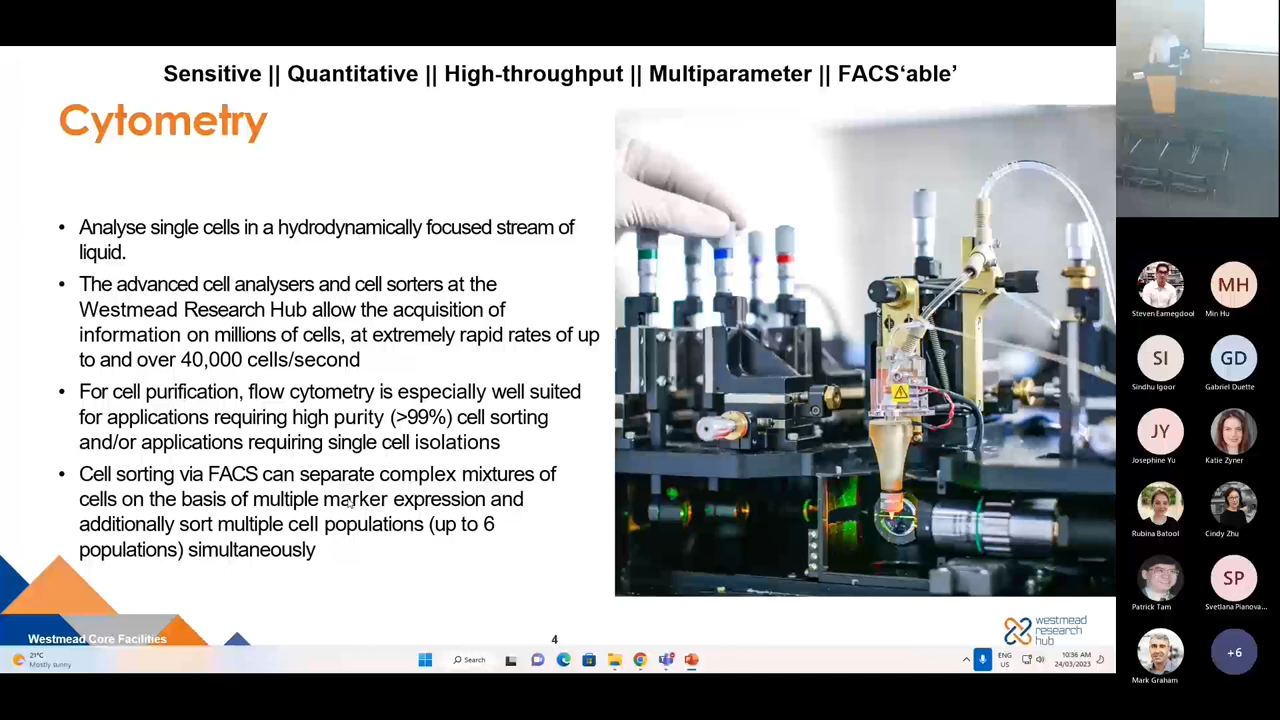 Sensitive || Quantitative || High-throughput || Multiparameter || FACS‘able’
Cytometry
• Analyse single cells in a hydrodynamically focused stream of
liquid.
• The advanced cell analysers and cell sorters at the
Westmead Research Hub allow the acquisition of
information on millions of cells, at extremely rapid rates of up
to and over 40,000 cells/second
• For cell purification, flow cytometry is especially well suited
for applications requiring high purity (>99%) cell sorting
and/or applications requiring single cell isolations
• Cell sorting via FACS can separate complex mixtures of
cells on the basis of multiple marker expression and
additionally sort multiple cell populations (up to 6
populations) simultaneously
Westmead Core Facilities
4
westmead
research
hub
21°C
Mostly sunny
Search
ENG
US
10:36 AM
24/03/2023
Steven Eamegdool
MH
Min Hu
SI
Sindhu Igoor
GD
Gabriel Duette
JY
Josephine Yu
Katie Zyner
Rubina Batool
Cindy Zhu
Patrick Tam
SP
Svetlana Pianova...
Mark Graham
+6